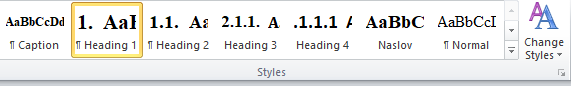 AaBbCcDd 1. AaI 1.1. Aa 2.1.1. A .1.1.1 A AaBbC AaBbCcI
¶ Caption ¶ Heading 1 ¶ Heading 2 Heading 3 Heading 4 Naslov ¶ Normal
Change
Styles
Styles